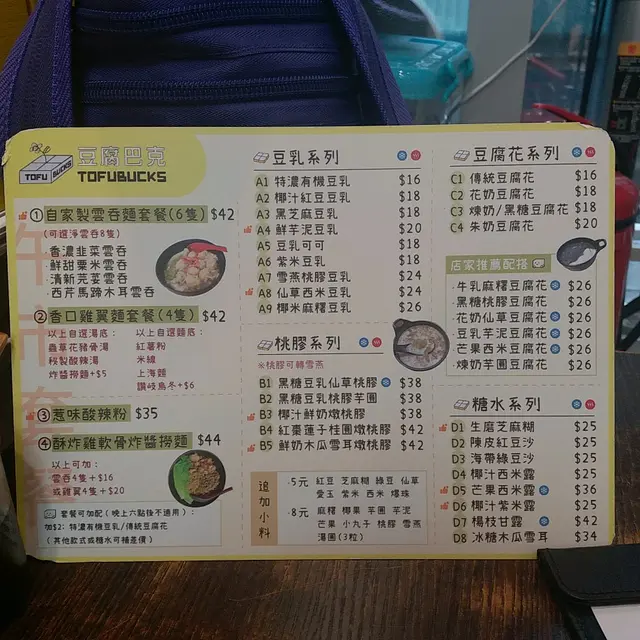 豆腐巴克
TOFU BUCKS
TOFUBUCKS
① 自家製雲吞麵套餐(6隻) $42
(可選淨雲吞8隻)
·香濃韭菜雲吞
·鮮甜粟米雲吞
·清新芫荽雲吞
·西芹馬蹄木耳雲吞
② 香口雞翼麵套餐(4隻) $42
以上自選湯底：
蟲草花豬骨湯
秘製酸辣湯
炸醬撈麵+$5
以上自選麵底：
紅薯粉
米線
上海麵
讚岐烏冬+$6
③ 惹味酸辣粉 $35
④ 酥炸雞軟骨炸醬撈麵 $44
以上可加：
雲吞4隻+$16
或雞翼4隻+$20
套餐可加配(晚上六點後不適用)：
加$2: 特濃有機豆乳/傳統豆腐花
(其他款式或糖水可補差價)
午市套餐
豆乳系列
A1 特濃有機豆乳 $16
A2 椰汁紅豆豆乳 $18
A3 黑芝麻豆乳 $18
A4 鮮芋泥豆乳 $20
A5 豆乳可可 $18
A6 紫米豆乳 $18
A7 雪燕桃膠豆乳 $24
A8 仙草西米豆乳 $24
A9 椰米麻糬豆乳 $26
桃膠系列
※桃膠可轉雪燕
B1 黑糖豆乳仙草桃膠 $38
B2 黑糖豆乳桃膠芋圓 $38
B3 椰汁鮮奶燉桃膠 $38
B4 紅棗蓮子桂圓燉桃膠 $42
B5 鮮奶木瓜雪耳燉桃膠 $42
追加小料
·5元 紅豆 芝麻糊 綠豆 仙草
愛玉 紫米 西米 爆珠
·8元 麻糬 椰果 芋圓 芋泥
芒果 小丸子 桃膠 雪燕
湯圓(3粒)
豆腐花系列
C1 傳統豆腐花 $16
C2 花奶豆腐花 $18
C3 煉奶/黑糖豆腐花 $18
C4 朱奶豆腐花 $20
店家推薦配搭
·牛乳麻糬豆腐花 $26
·黑糖桃膠豆腐花 $26
·花奶仙草豆腐花 $26
·豆乳芋泥豆腐花 $26
·芒果西米豆腐花 $26
·煉奶芋圓豆腐花 $26
糖水系列
D1 生磨芝麻糊 $25
D2 陳皮紅豆沙 $25
D3 海帶綠豆沙 $25
D4 椰汁西米露 $25
D5 芒果西米露 $36
D6 椰汁紫米露 $25
D7 楊枝甘露 $42
D8 冰糖木瓜雪耳 $34